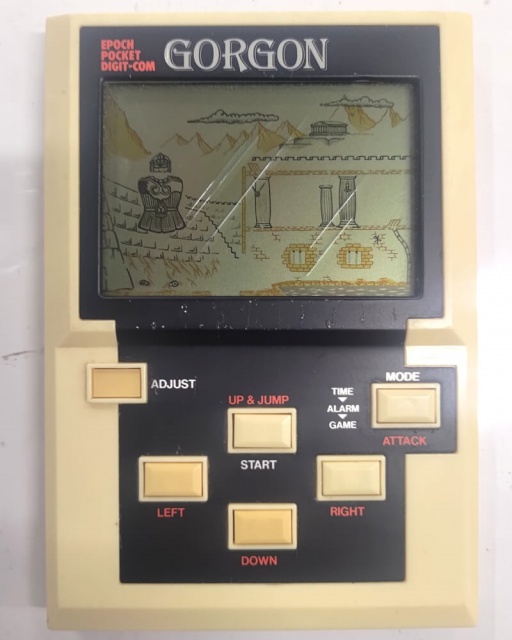 EPOCH
POCKET
DIGIT-COM
GORGON
ADJUST
UP & JUMP
START
TIME
ALARM
GAME
MODE
ATTACK
LEFT
RIGHT
DOWN